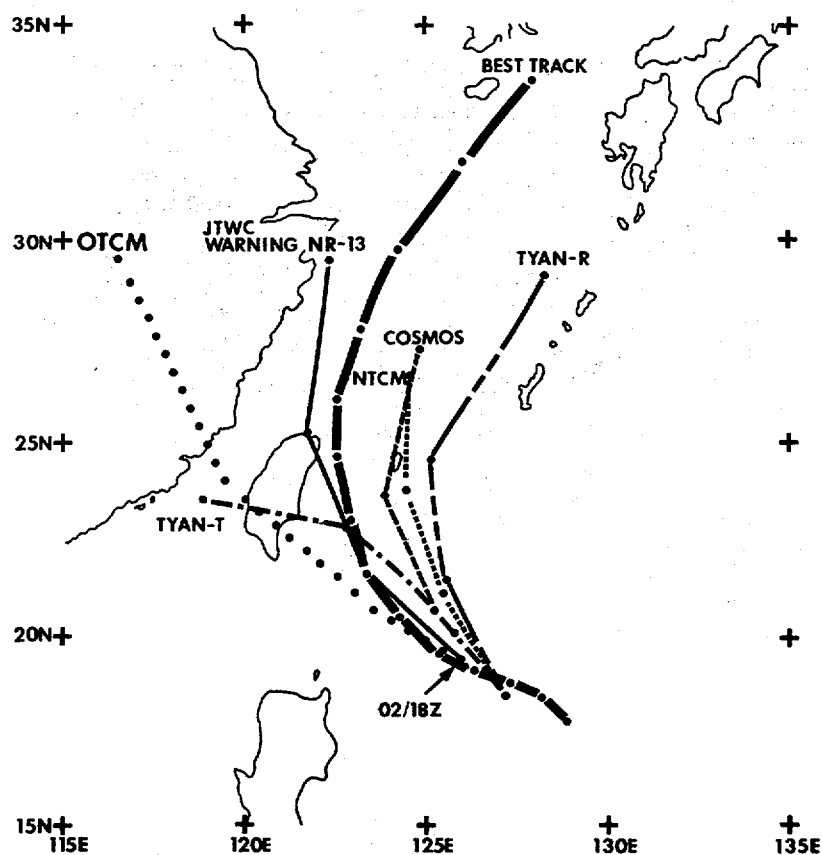 35N
BEST TRACK
30N
OTCM
JTWC
WARNING NR-13
TYAN-R
COSMOS
NTCM
25N
TYAN-T
20N
02/18Z
15N
115E
120E
125E
130E
135E